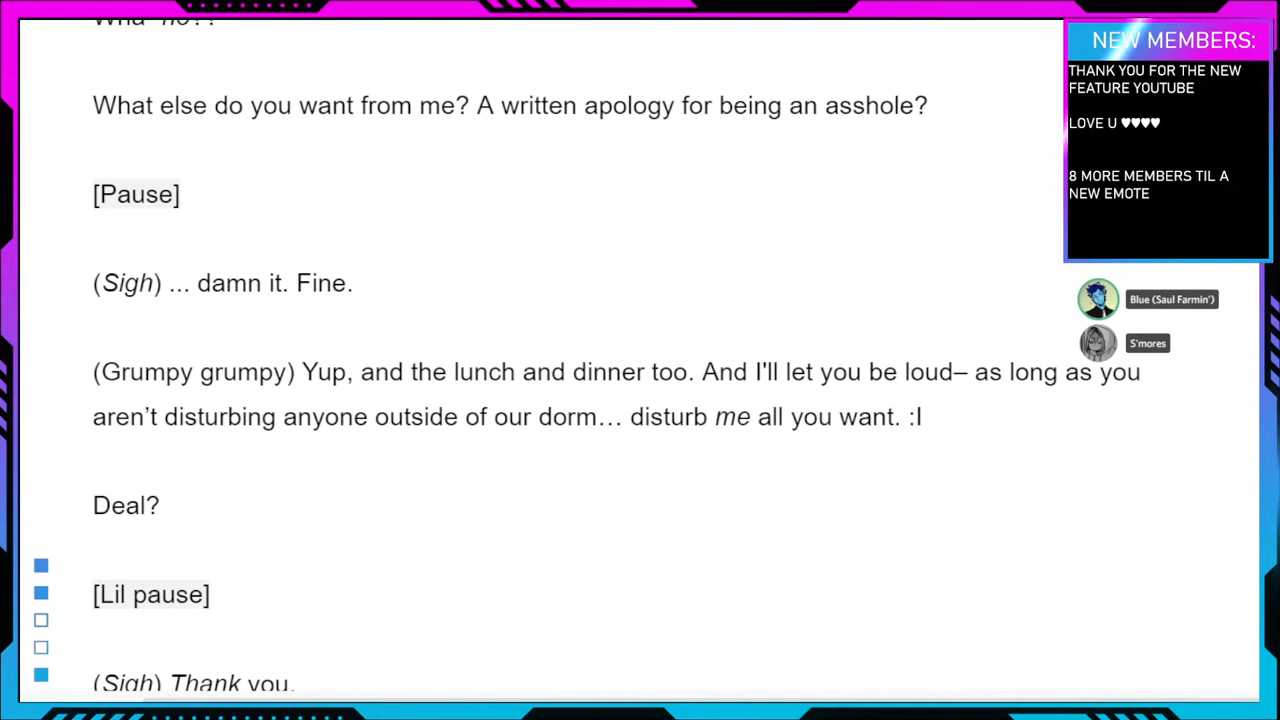 What else do you want from me? A written apology for being an asshole?
[Pause]
(Sigh) ... damn it. Fine.
(Grumpy grumpy) Yup, and the lunch and dinner too. And I'll let you be loud– as long as you
aren’t disturbing anyone outside of our dorm… disturb me all you want. :I
Deal?
[Lil pause]
(Sigh) Thank you.
NEW MEMBERS:
THANK YOU FOR THE NEW
FEATURE YOUTUBE
LOVE U ♥♥♥♥
8 MORE MEMBERS TIL A
NEW EMOTE
Blue (Saul Farmin')
S'mores